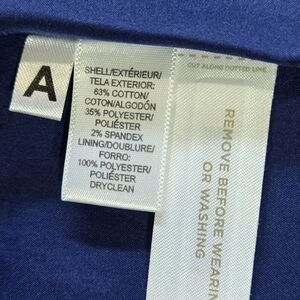 A
SHELL/EXTÉRIEUR/
TELA EXTERIOR:
63% COTTON/
COTON/ALGODÓN
35% POLYESTER/
POLIÉSTER
2% SPANDEX
LINING/DOUBLURE/
FORRO:
100% POLYESTER/
POLIÉSTER
DRYCLEAN
CUT ALONG DOTTED LINE
REMOVE BEFORE WEARIN
OR WASHING